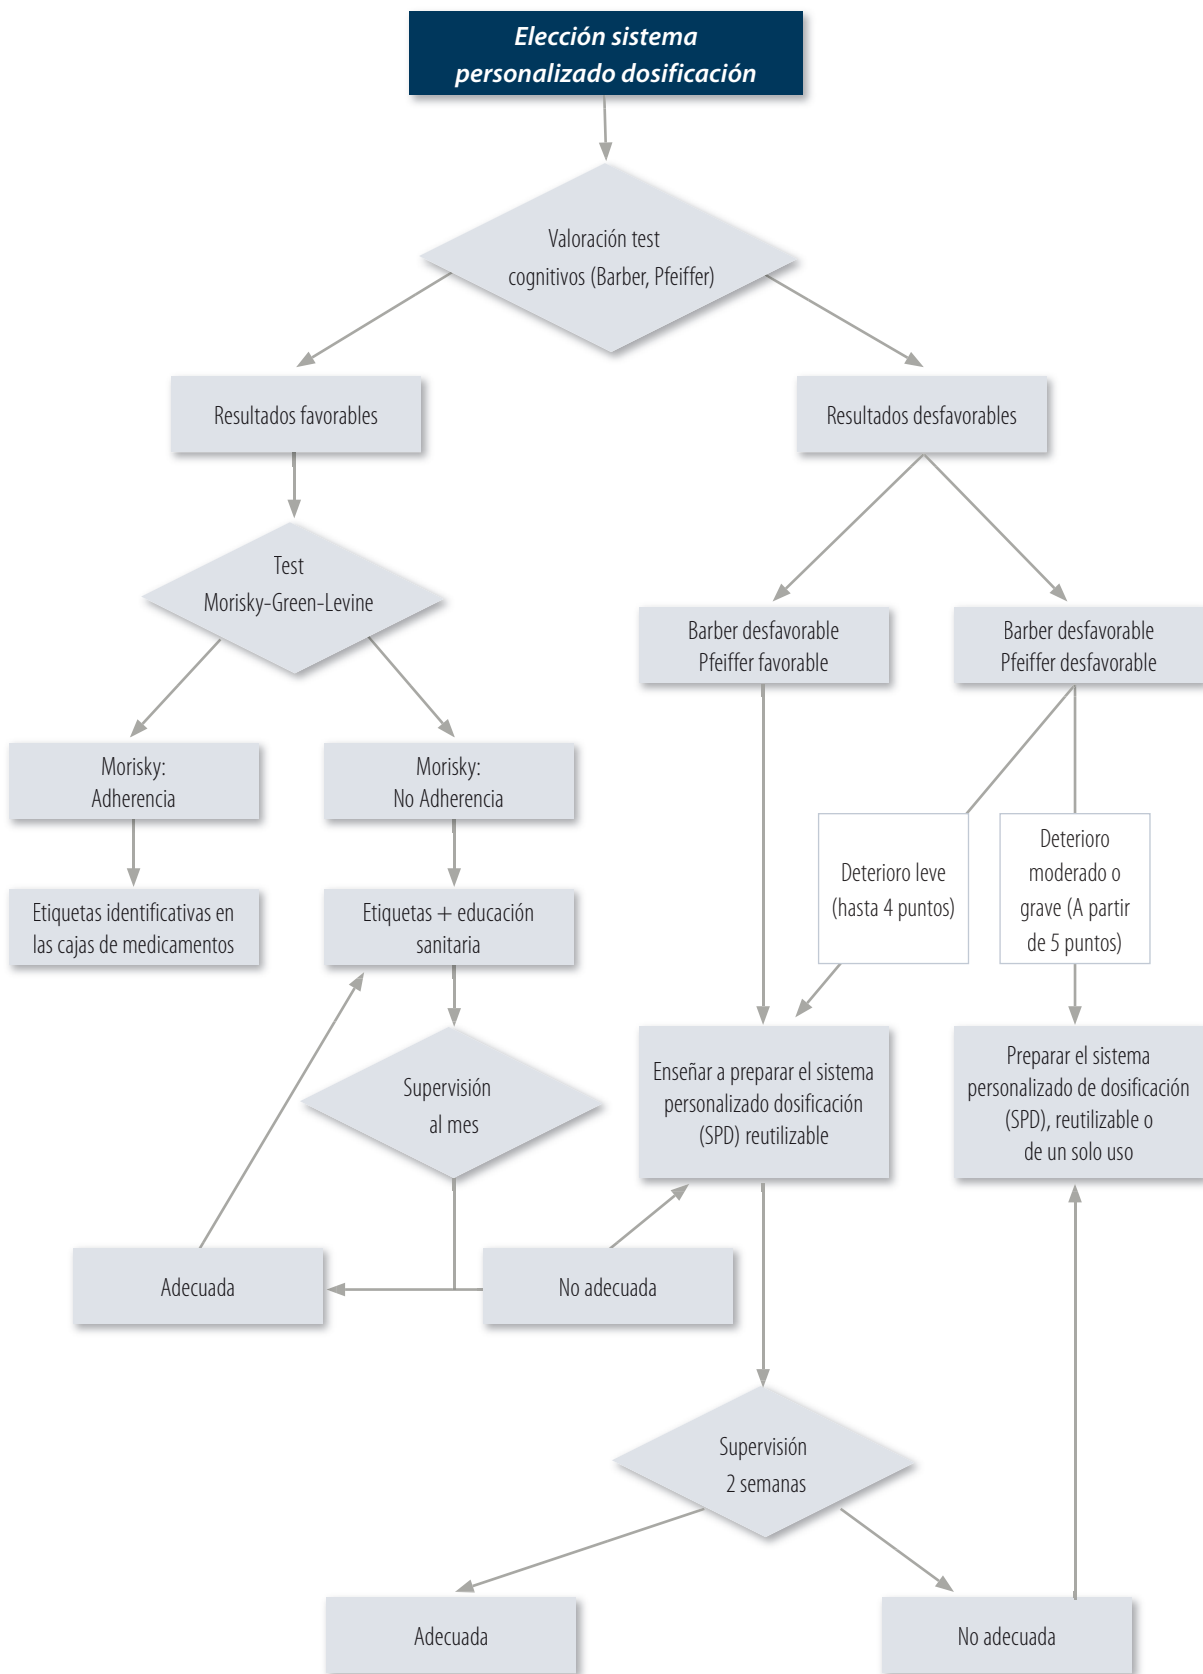 Elección sistema
personalizado dosificación
Valoración test
cognitivos (Barber, Pfeiffer)
Resultados favorables
Resultados desfavorables
Test
Morisky-Green-Levine
Barber desfavorable
Pfeiffer favorable
Barber desfavorable
Pfeiffer desfavorable
Morisky:
Adherencia
Morisky:
No Adherencia
Deterioro leve
(hasta 4 puntos)
Deterioro
moderado o
grave (A partir
de 5 puntos)
Etiquetas identificativas en
las cajas de medicamentos
Etiquetas + educación
sanitaria
Supervisión
al mes
Enseñar a preparar el sistema
personalizado dosificación
(SPD) reutilizable
Preparar el sistema
personalizado de dosificación
(SPD), reutilizable o
de un solo uso
Adecuada
No adecuada
Supervisión
2 semanas
Adecuada
No adecuada